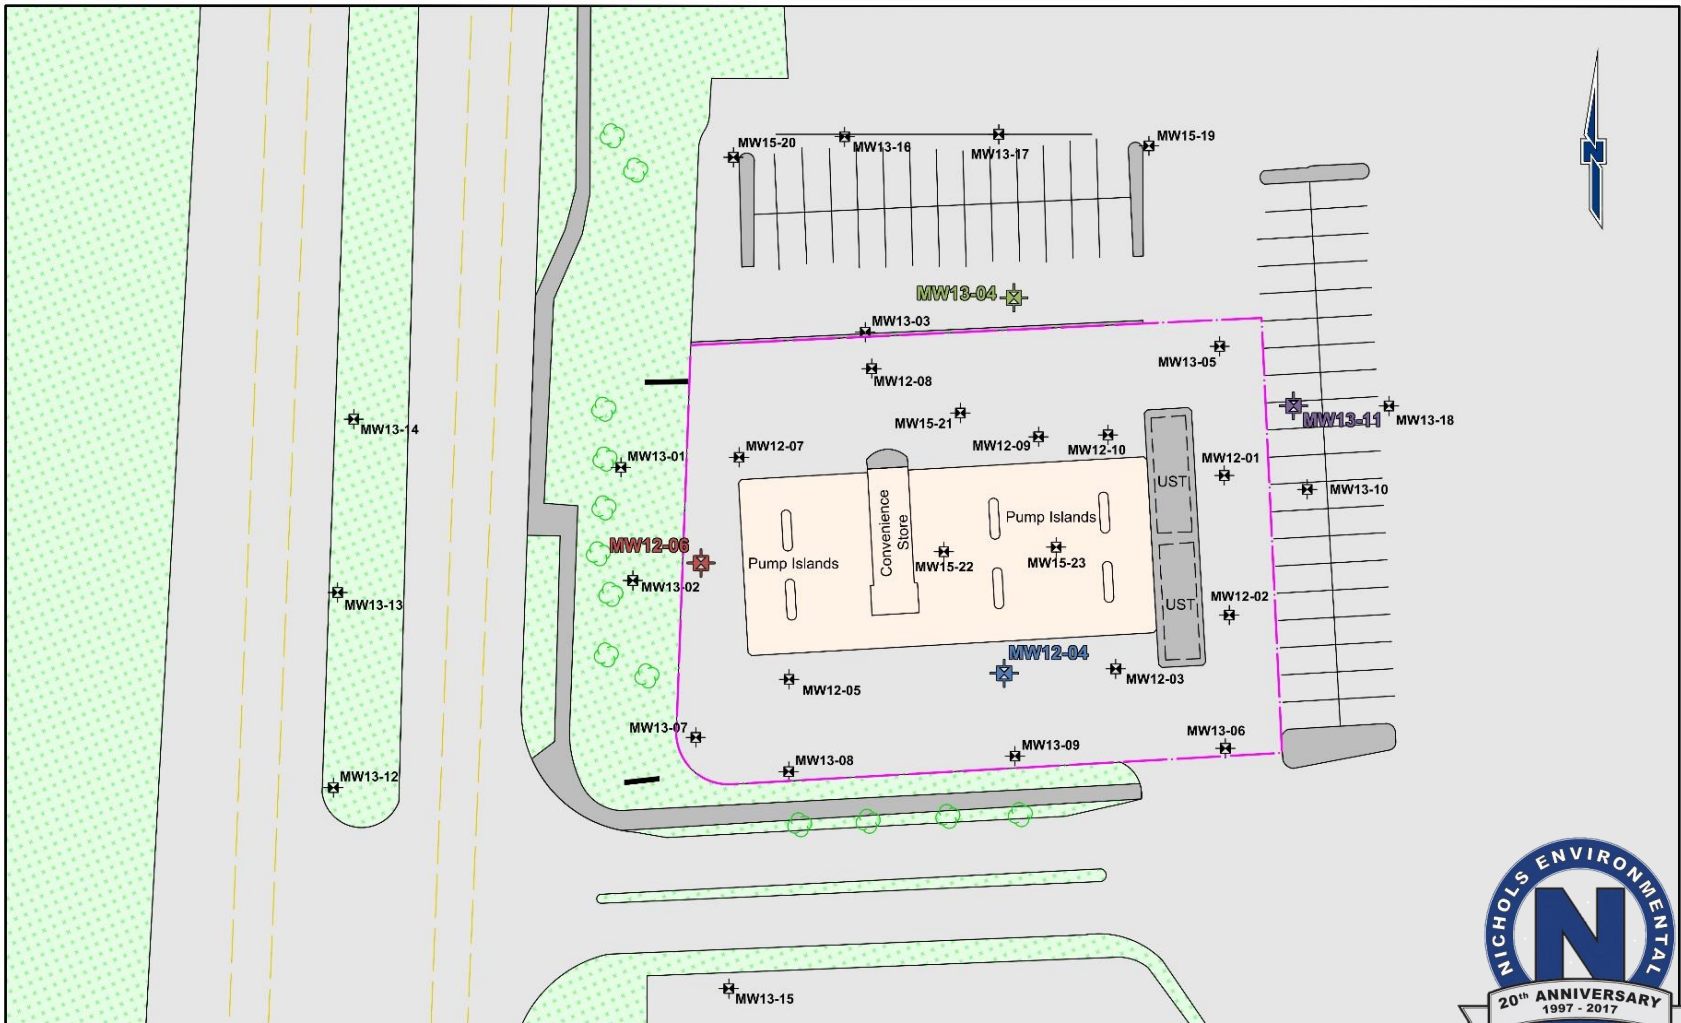 MW15-20
MW13-16
MW13-17
MW15-19
N
MW13-04
MW13-03
MW13-05
MW12-08
MW13-11
MW13-18
MW15-21
MW13-14
MW12-09
MW12-10
MW12-07
MW13-01
MW12-01
UST
MW13-10
Convenience
Store
Pump Islands
MW12-06
Pump Islands
MW15-22
MW15-23
MW13-02
MW13-13
MW12-02
UST
MW12-04
MW12-03
MW12-05
MW13-07
MW13-06
MW13-09
MW13-08
MW13-12
NICHOLS ENVIRONMENTAL
N
20th ANNIVERSARY
1997 - 2017
MW13-15